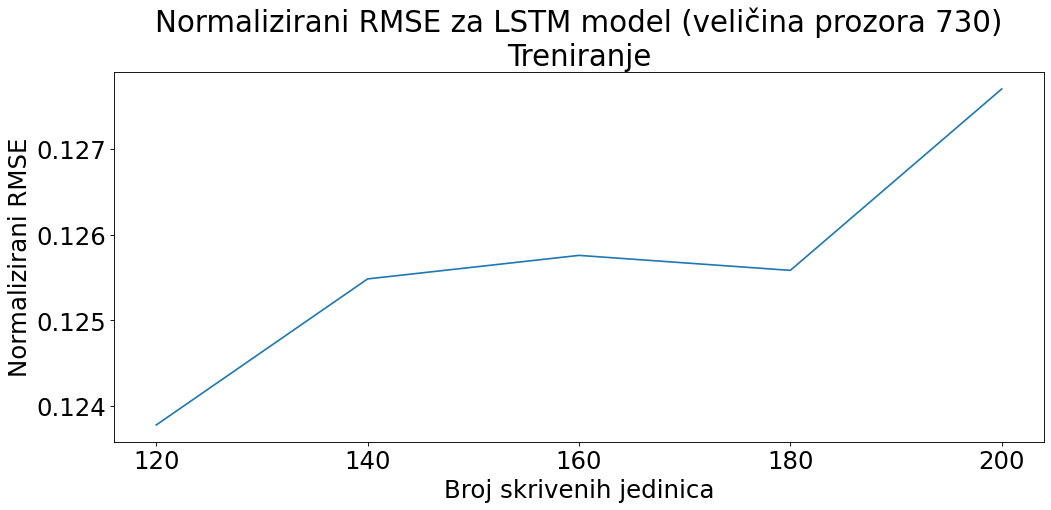 Normalizirani RMSE za LSTM model (veličina prozora 730)
Treniranje
Normalizirani RMSE
0.127
0.126
0.125
0.124
120 140 160 180 200
Broj skrivenih jedinica